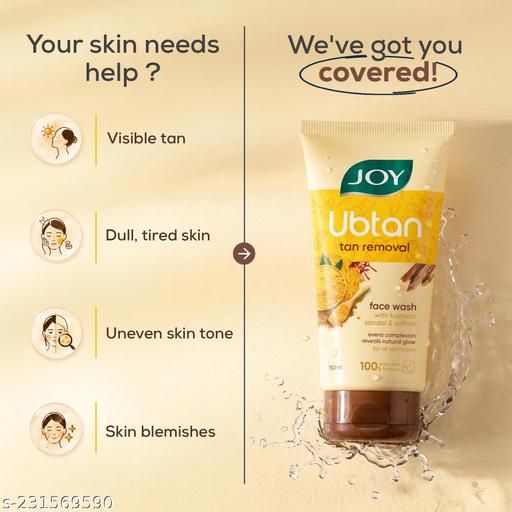 Your skin needs
help ?
Visible tan
Dull, tired skin
Uneven skin tone
Skin blemishes
We've got you
covered!
JOY
Ubtan
tan removal
face wash
with turmeric
sandal & saffron
evens complexion
reveals natural glow
for all skin types
150ml
100%
s-231569590